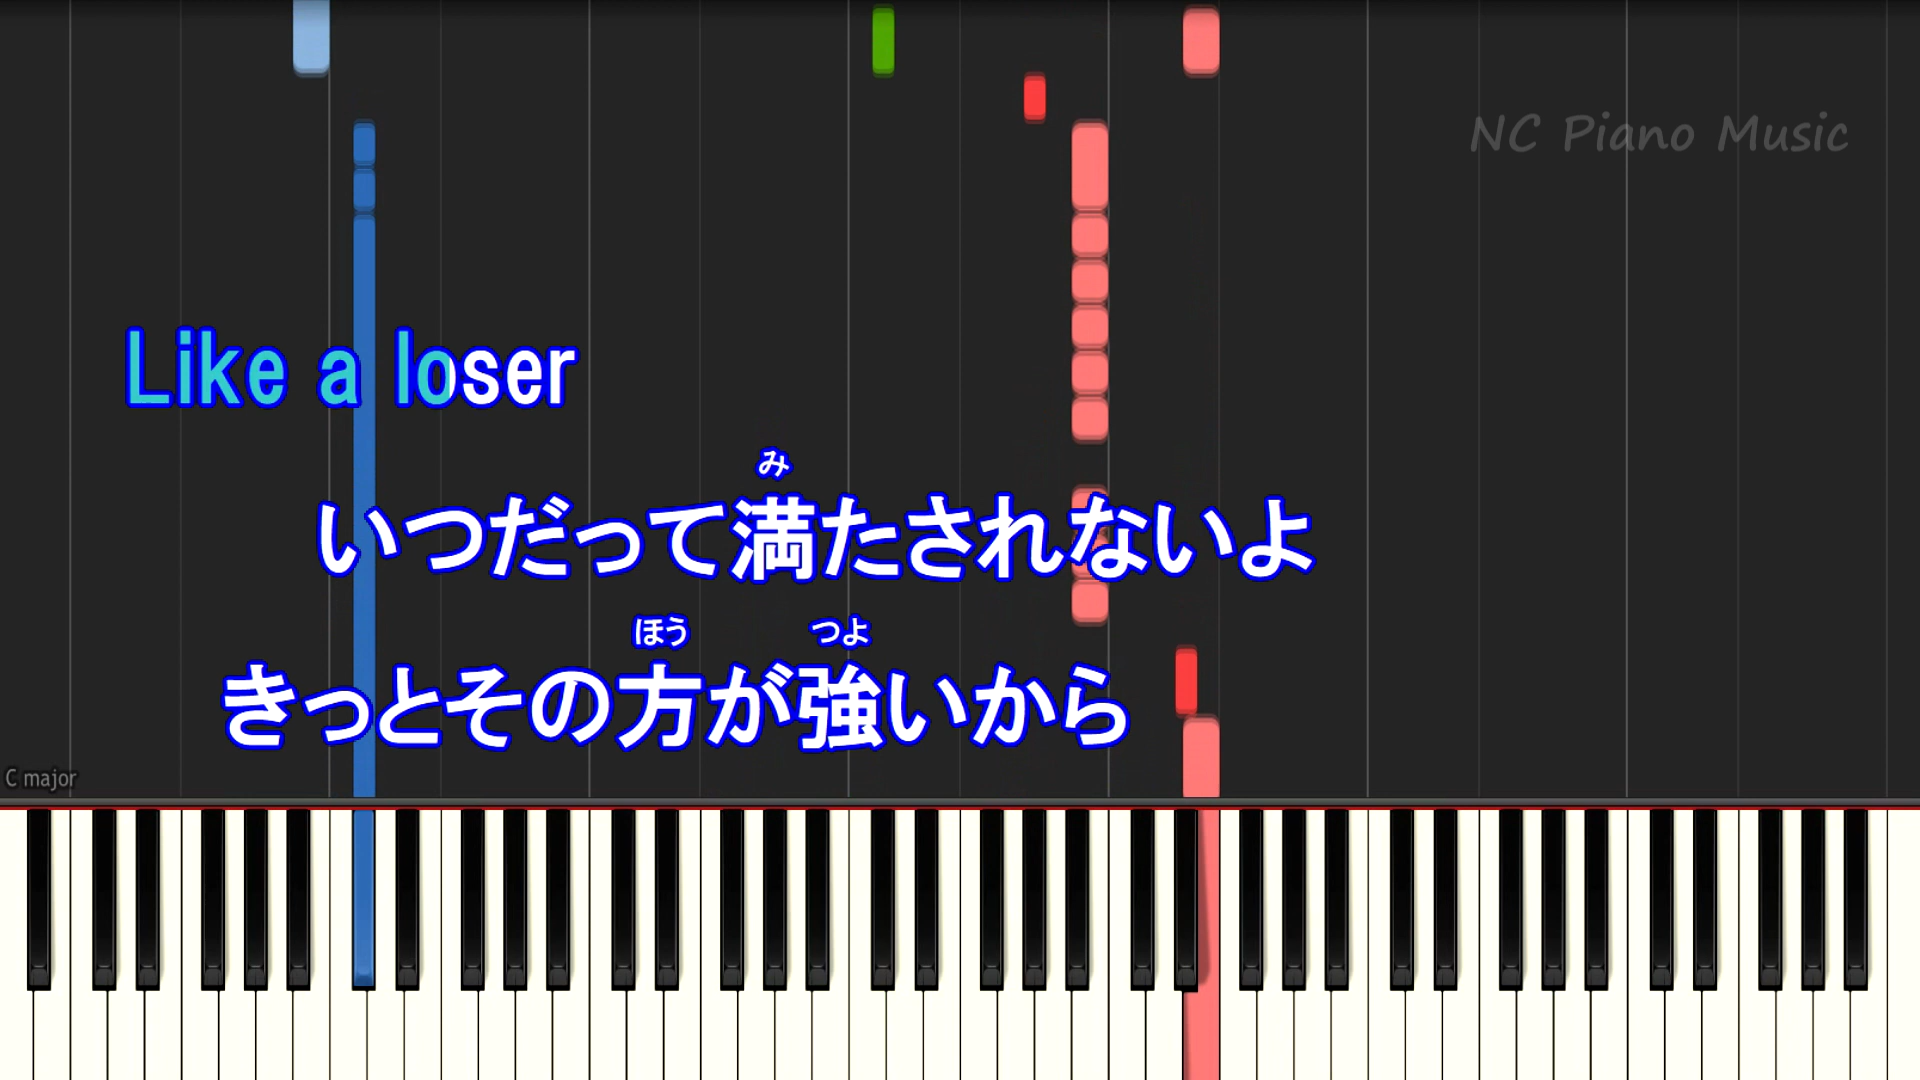 NC Piano Music
Like a loser
み
いつだって満たされないよ
ほう つよ
きっとその方が強いから
C major